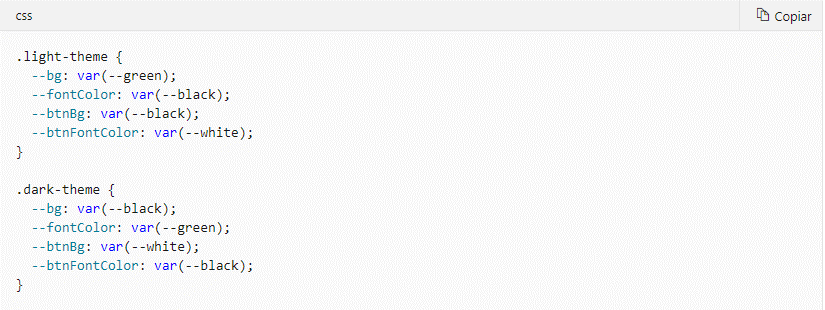 css
Copiar
.light-theme {
  --bg: var(--green);
  --fontColor: var(--black);
  --btnBg: var(--black);
  --btnFontColor: var(--white);
}
.dark-theme {
  --bg: var(--black);
  --fontColor: var(--green);
  --btnBg: var(--white);
  --btnFontColor: var(--black);
}